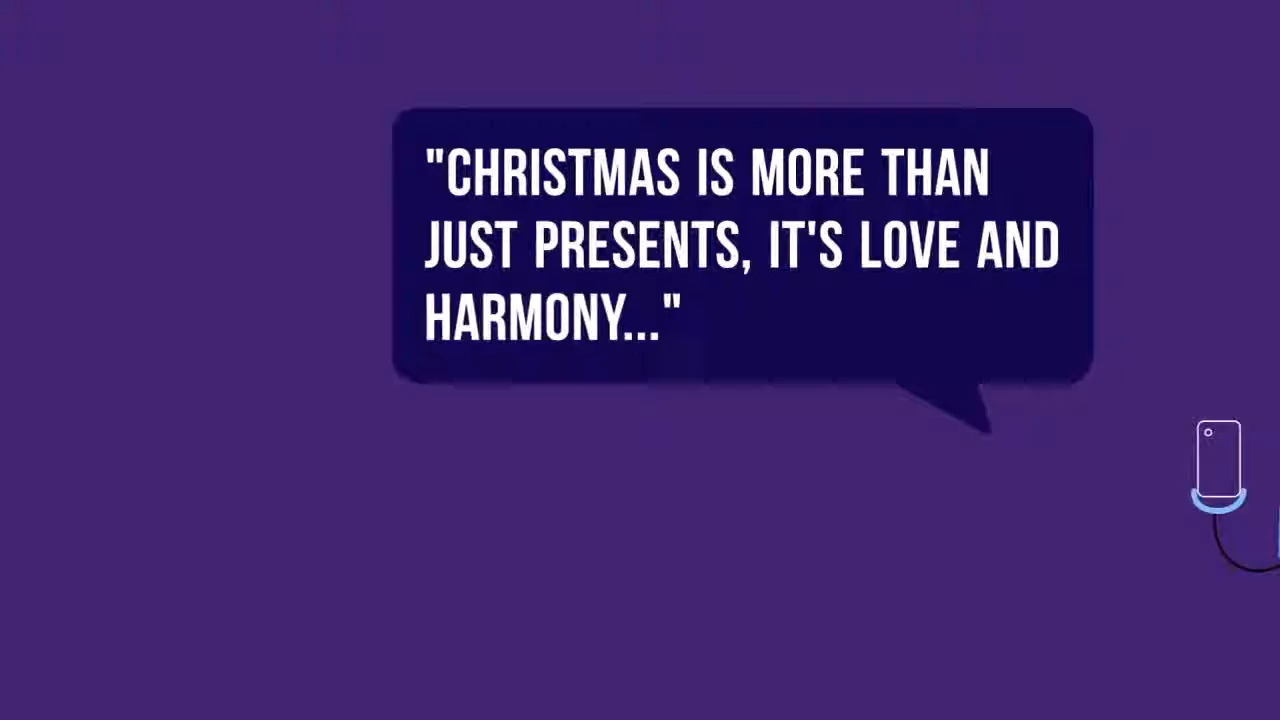 "CHRISTMAS IS MORE THAN
JUST PRESENTS, IT'S LOVE AND
HARMONY..."